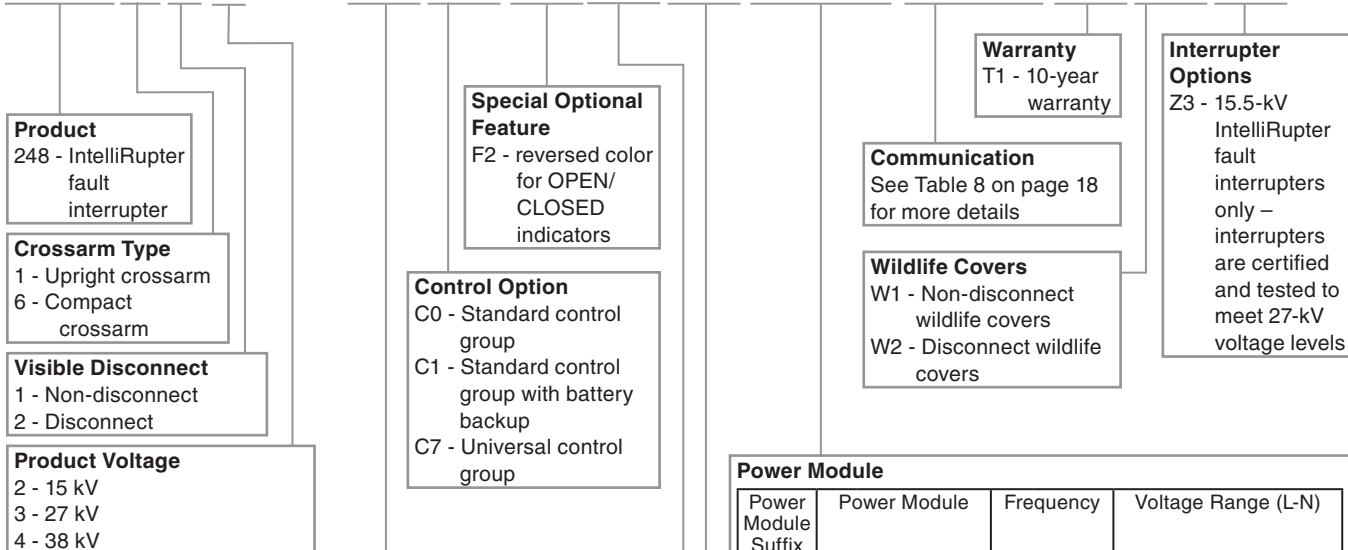 Product
248 - IntelliRupter
fault
interrupter
Crossarm Type
1 - Upright crossarm
6 - Compact
crossarm
Visible Disconnect
1 - Non-disconnect
2 - Disconnect
Product Voltage
2 - 15 kV
3 - 27 kV
4 - 38 kV
Special Optional
Feature
F2 - reversed color
for OPEN/
CLOSED
indicators
Control Option
C0 - Standard control
group
C1 - Standard control
group with battery
backup
C7 - Universal control
group
Warranty
T1 - 10-year
warranty
Communication
See Table 8 on page 18
for more details
Wildlife Covers
W1 - Non-disconnect
wildlife covers
W2 - Disconnect wildlife
covers
Interrupter
Options
Z3 - 15.5-kV
IntelliRupter
fault
interrupters
only –
interrupters
are certified
and tested to
meet 27-kV
voltage levels
Power Module
Power
Module
Suffix
Power Module
Frequency
Voltage Range (L-N)